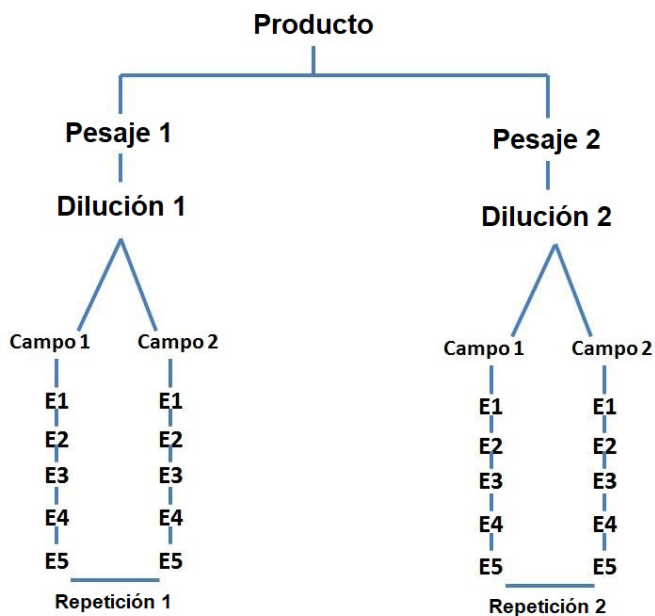 Producto
Pesaje 1
Pesaje 2
Dilución 1
Dilución 2
Campo 1 Campo 2
Campo 1 Campo 2
E1 E1
E2 E2
E3 E3
E4 E4
E5 E5
Repetición 1
E1 E1
E2 E2
E3 E3
E4 E4
E5 E5
Repetición 2